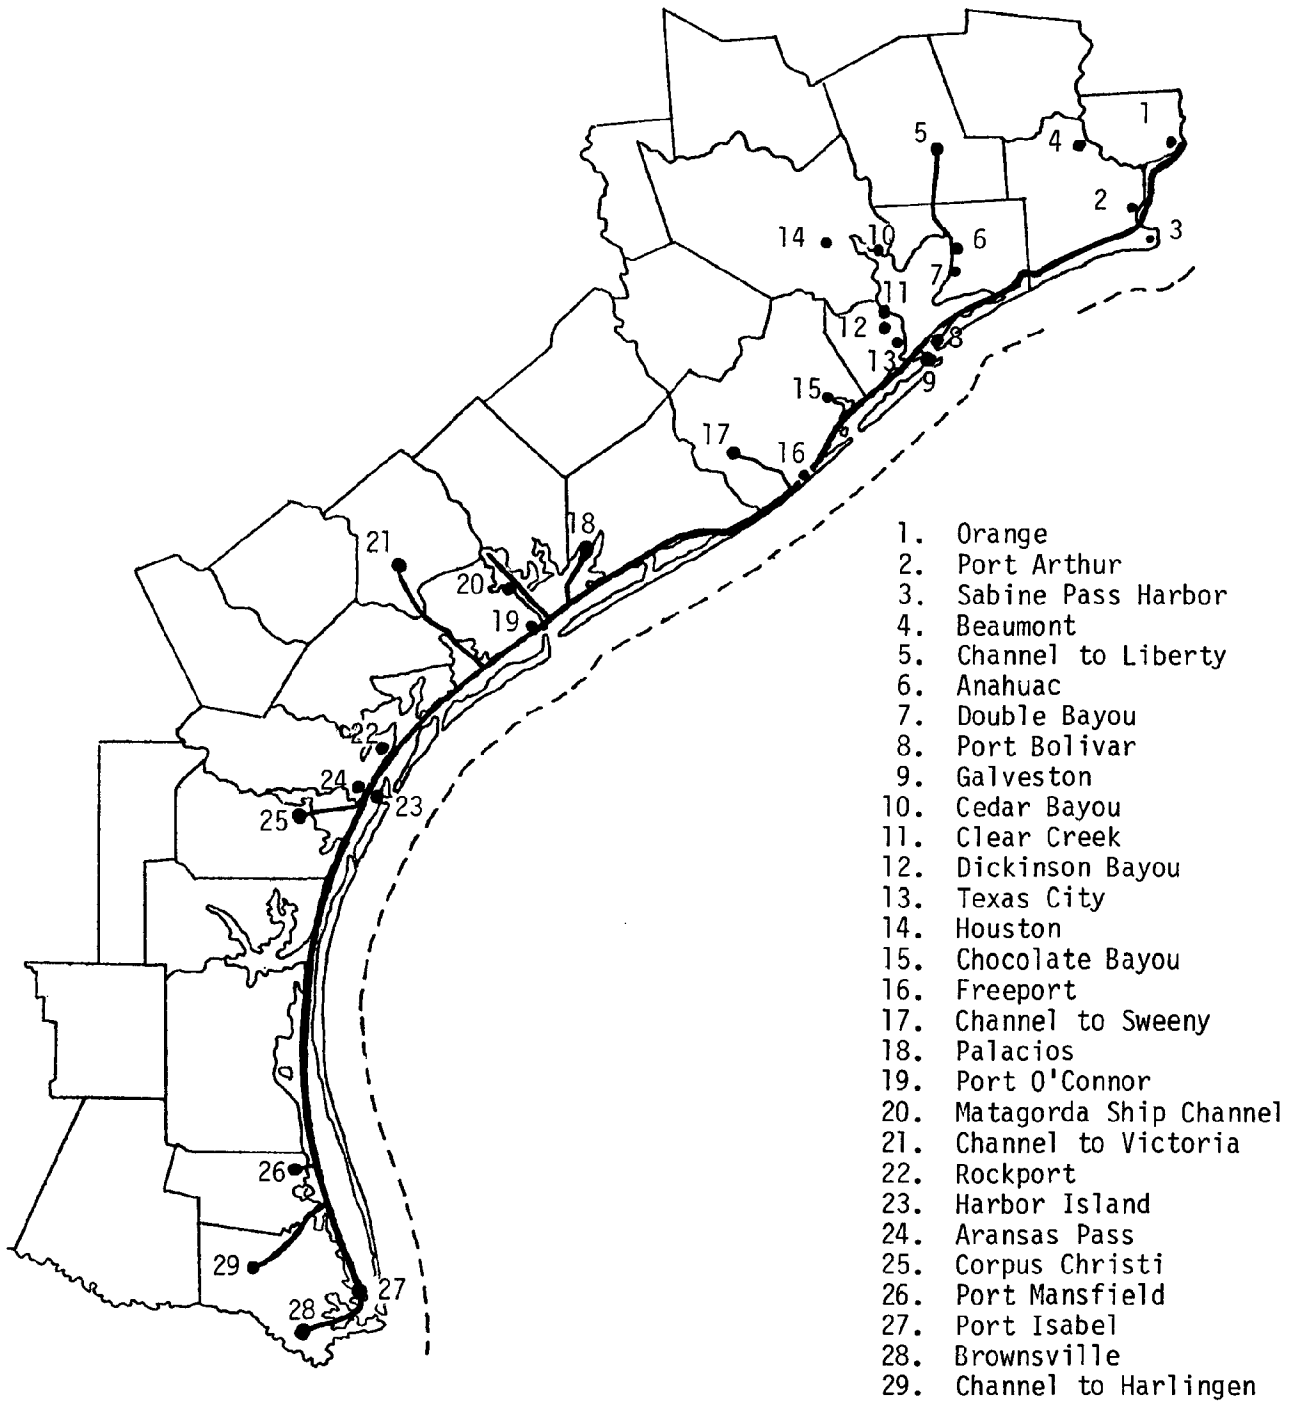 1
5
4
2
3
14
10
6
7
11
12
8
13
9
15
17
16
18
21
20
19
22
24
23
25
26
29
27
28
1. Orange
2. Port Arthur
3. Sabine Pass Harbor
4. Beaumont
5. Channel to Liberty
6. Anahuac
7. Double Bayou
8. Port Bolivar
9. Galveston
10. Cedar Bayou
11. Clear Creek
12. Dickinson Bayou
13. Texas City
14. Houston
15. Chocolate Bayou
16. Freeport
17. Channel to Sweeny
18. Palacios
19. Port O'Connor
20. Matagorda Ship Channel
21. Channel to Victoria
22. Rockport
23. Harbor Island
24. Aransas Pass
25. Corpus Christi
26. Port Mansfield
27. Port Isabel
28. Brownsville
29. Channel to Harlingen